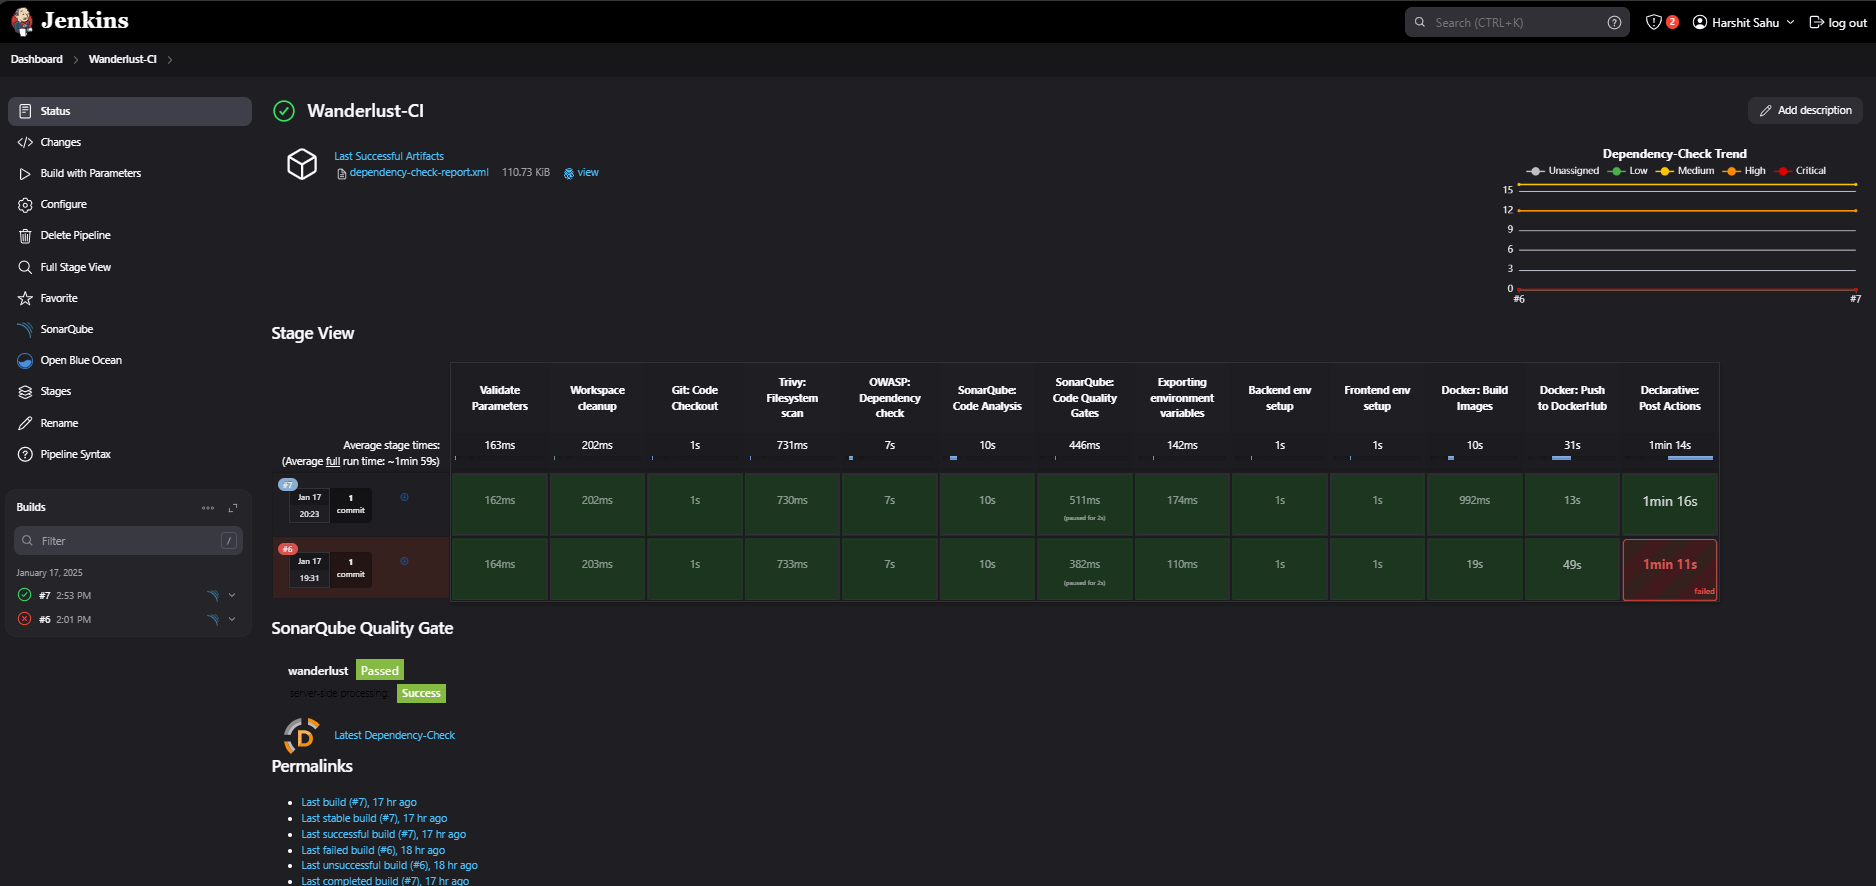 Jenkins
Search (CTRL+K)
2
Harshit Sahu
log out
Dashboard
Wanderlust-CI
Status
Changes
Build with Parameters
Configure
Delete Pipeline
Full Stage View
Favorite
SonarQube
Open Blue Ocean
Stages
Rename
Pipeline Syntax
Builds
Filter
/
January 17, 2025
#7 2:53 PM
#6 2:01 PM
Wanderlust-CI
Add description
Last Successful Artifacts
dependency-check-report.xml 110.73 KiB view
Dependency-Check Trend
Unassigned Low Medium High Critical
15
12
9
6
3
0
#6 #7
Stage View
Validate Parameters
Workspace cleanup
Git: Code Checkout
Trivy: Filesystem scan
OWASP: Dependency check
SonarQube: Code Analysis
SonarQube: Code Quality Gates
Exporting environment variables
Backend env setup
Frontend env setup
Docker: Build Images
Docker: Push to DockerHub
Declarative: Post Actions
Average stage times:
(Average full run time: ~1min 59s)
163ms 202ms 1s 731ms 7s 10s 446ms 142ms 1s 1s 10s 31s 1min 14s
#7
Jan 17
20:23
1
commit
162ms 202ms 1s 730ms 7s 10s 511ms 174ms 1s 1s 992ms 13s 1min 16s
(paused for 2s)
#6
Jan 17
19:31
1
commit
164ms 203ms 1s 733ms 7s 10s 382ms 110ms 1s 1s 19s 49s 1min 11s
(paused for 2s)
failed
SonarQube Quality Gate
wanderlust Passed
server-side processing: Success
D
Latest Dependency-Check
Permalinks
Last build (#7), 17 hr ago
Last stable build (#7), 17 hr ago
Last successful build (#7), 17 hr ago
Last failed build (#6), 18 hr ago
Last unsuccessful build (#6), 18 hr ago
Last completed build (#7), 17 hr ago